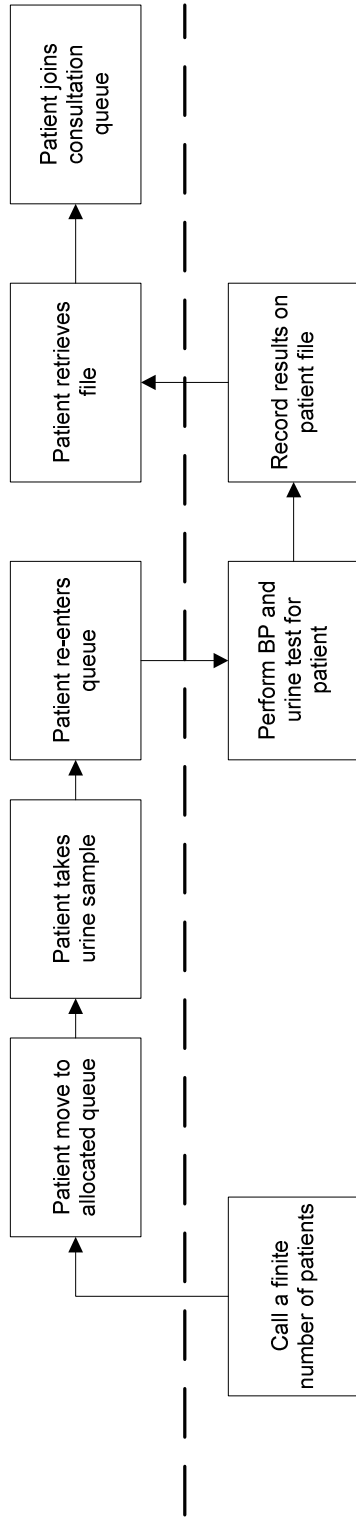 Call a finite
number of patients
Patient move to
allocated queue
Patient takes
urine sample
Patient re-enters
queue
Perform BP and
urine test for
patient
Record results on
patient file
Patient retrieves
file
Patient joins
consultation
queue